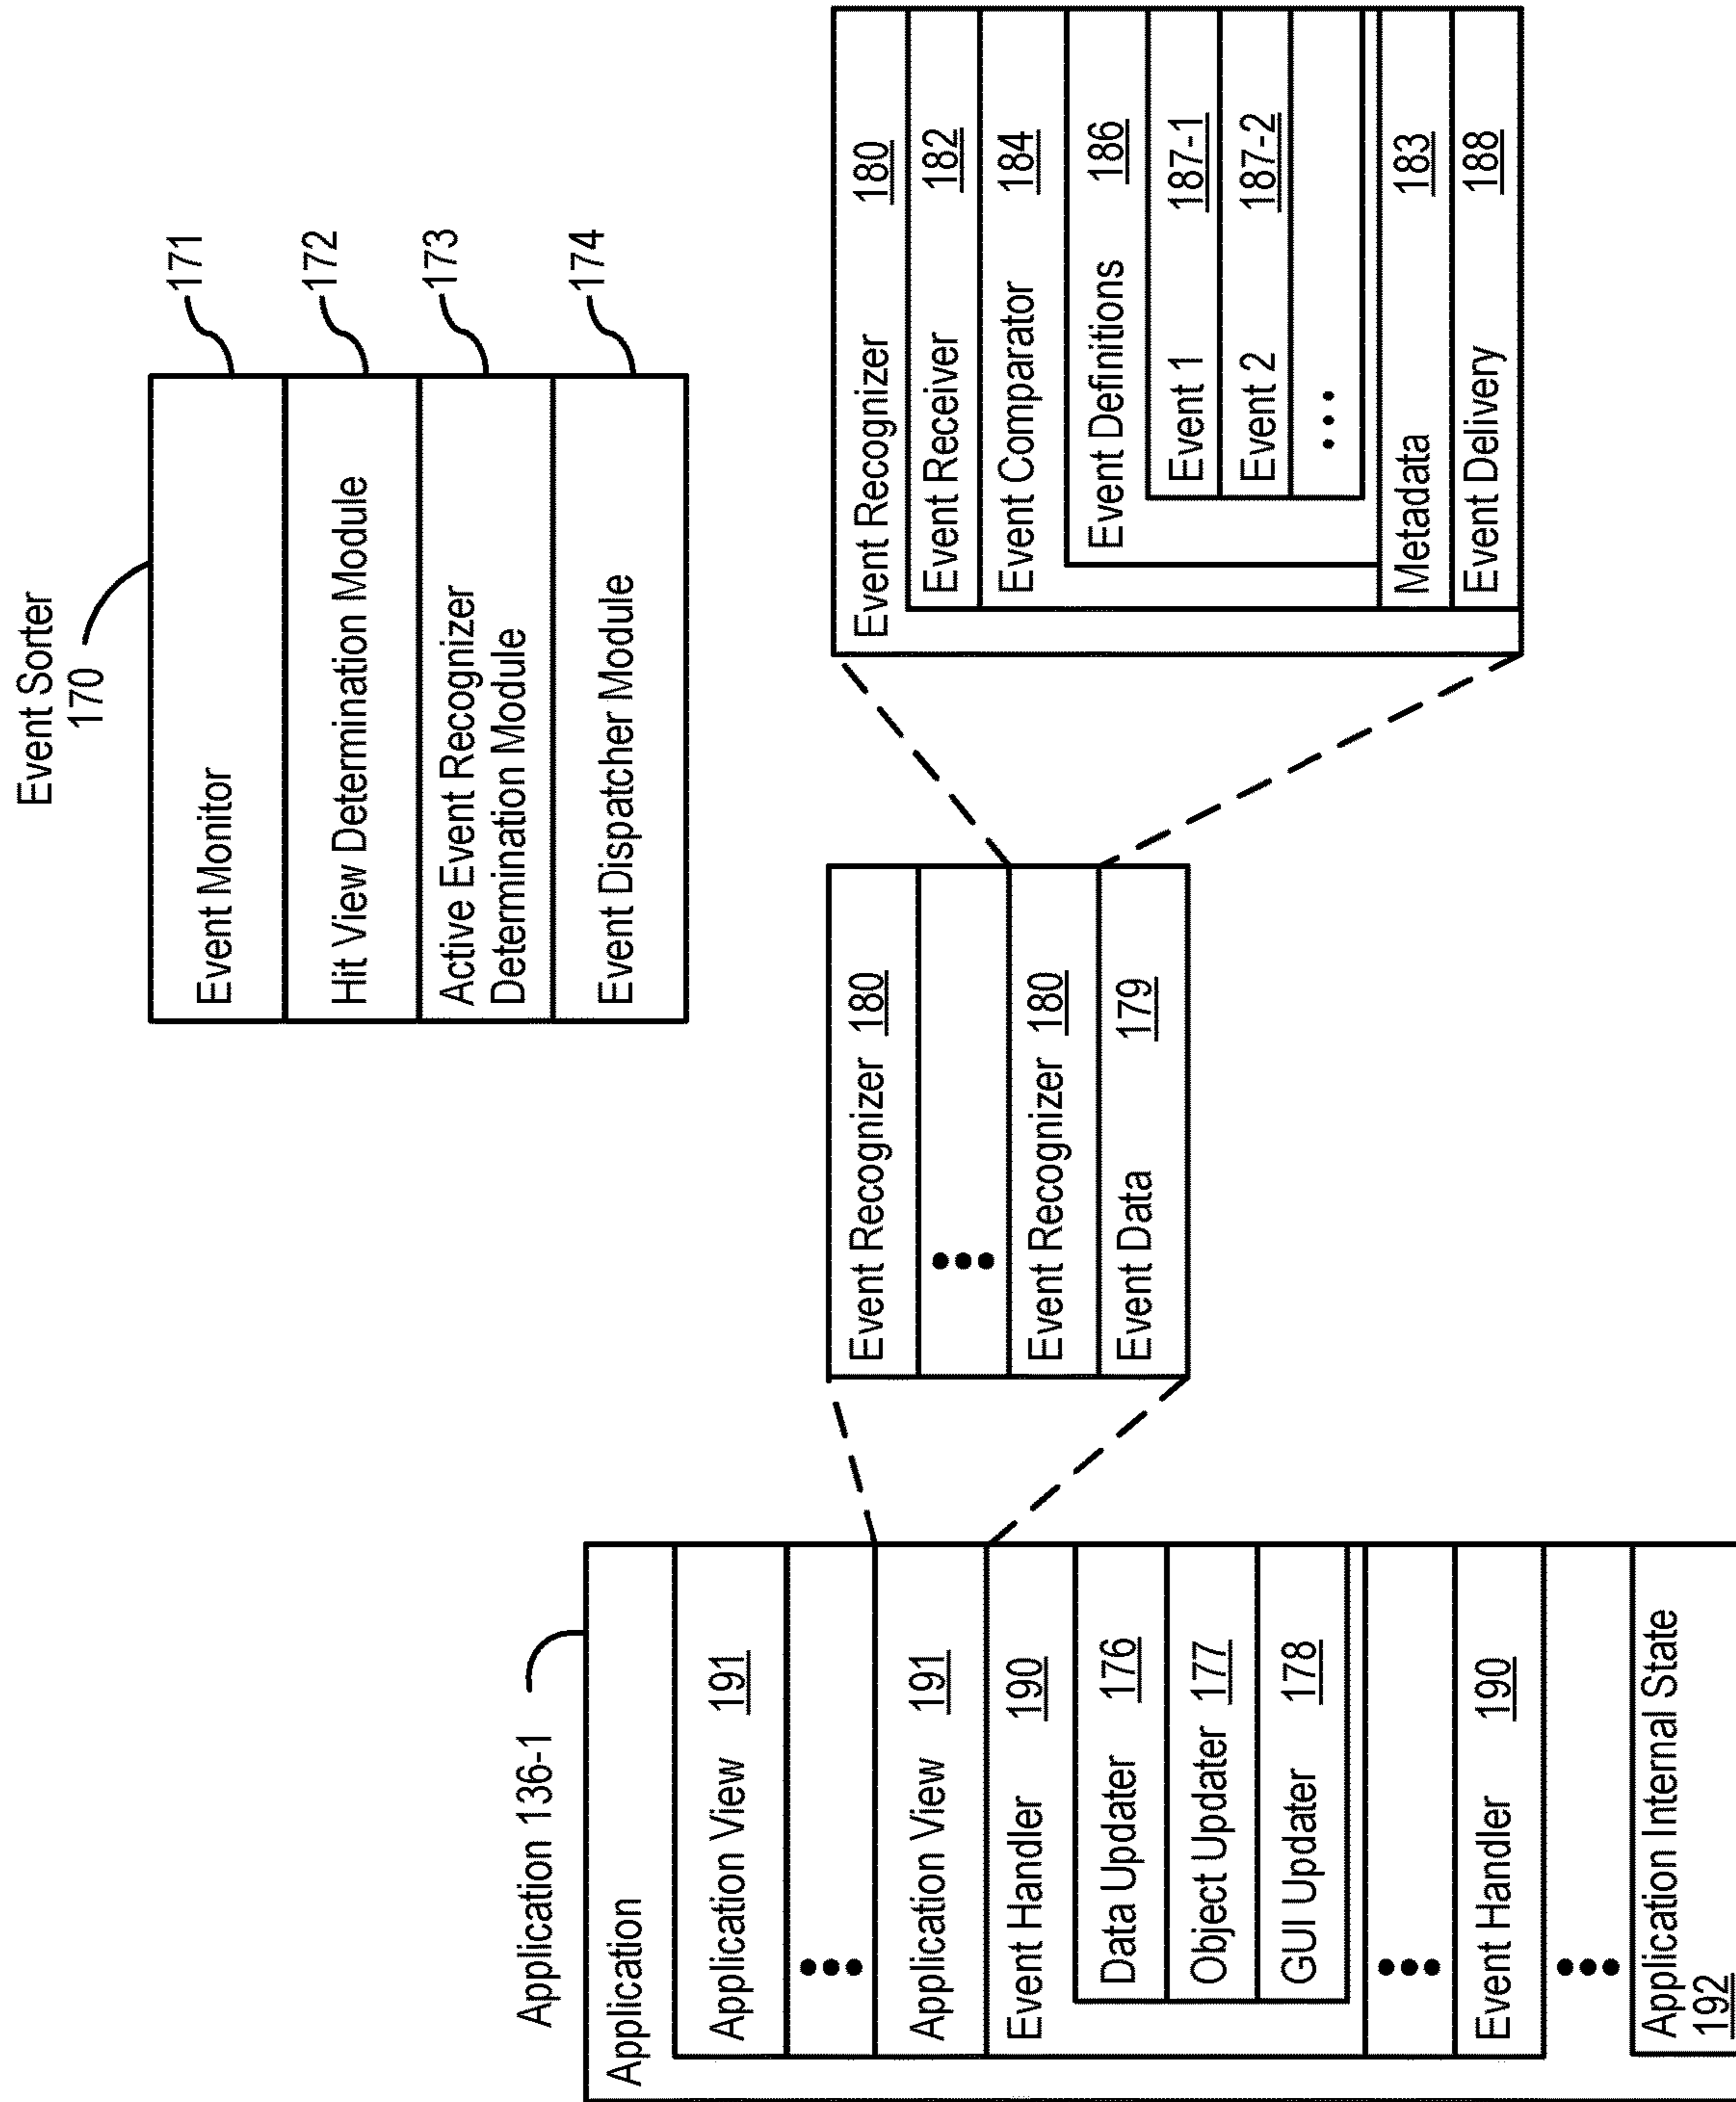 Event Sorter
170
Event Monitor
171
Hit View Determination Module
172
Active Event Recognizer
Determination Module
173
Event Dispatcher Module
174
Application 136-1
Application
Application View 191
•••
Application View 191
Event Handler 190
Data Updater 176
Object Updater 177
GUI Updater 178
•••
Event Handler 190
•••
Application Internal State
192
Event Recognizer 180
•••
Event Recognizer 180
Event Data 179
Event Recognizer 180
Event Receiver 182
Event Comparator 184
Event Definitions 186
Event 1 187-1
Event 2 187-2
•••
Metadata 183
Event Delivery 188